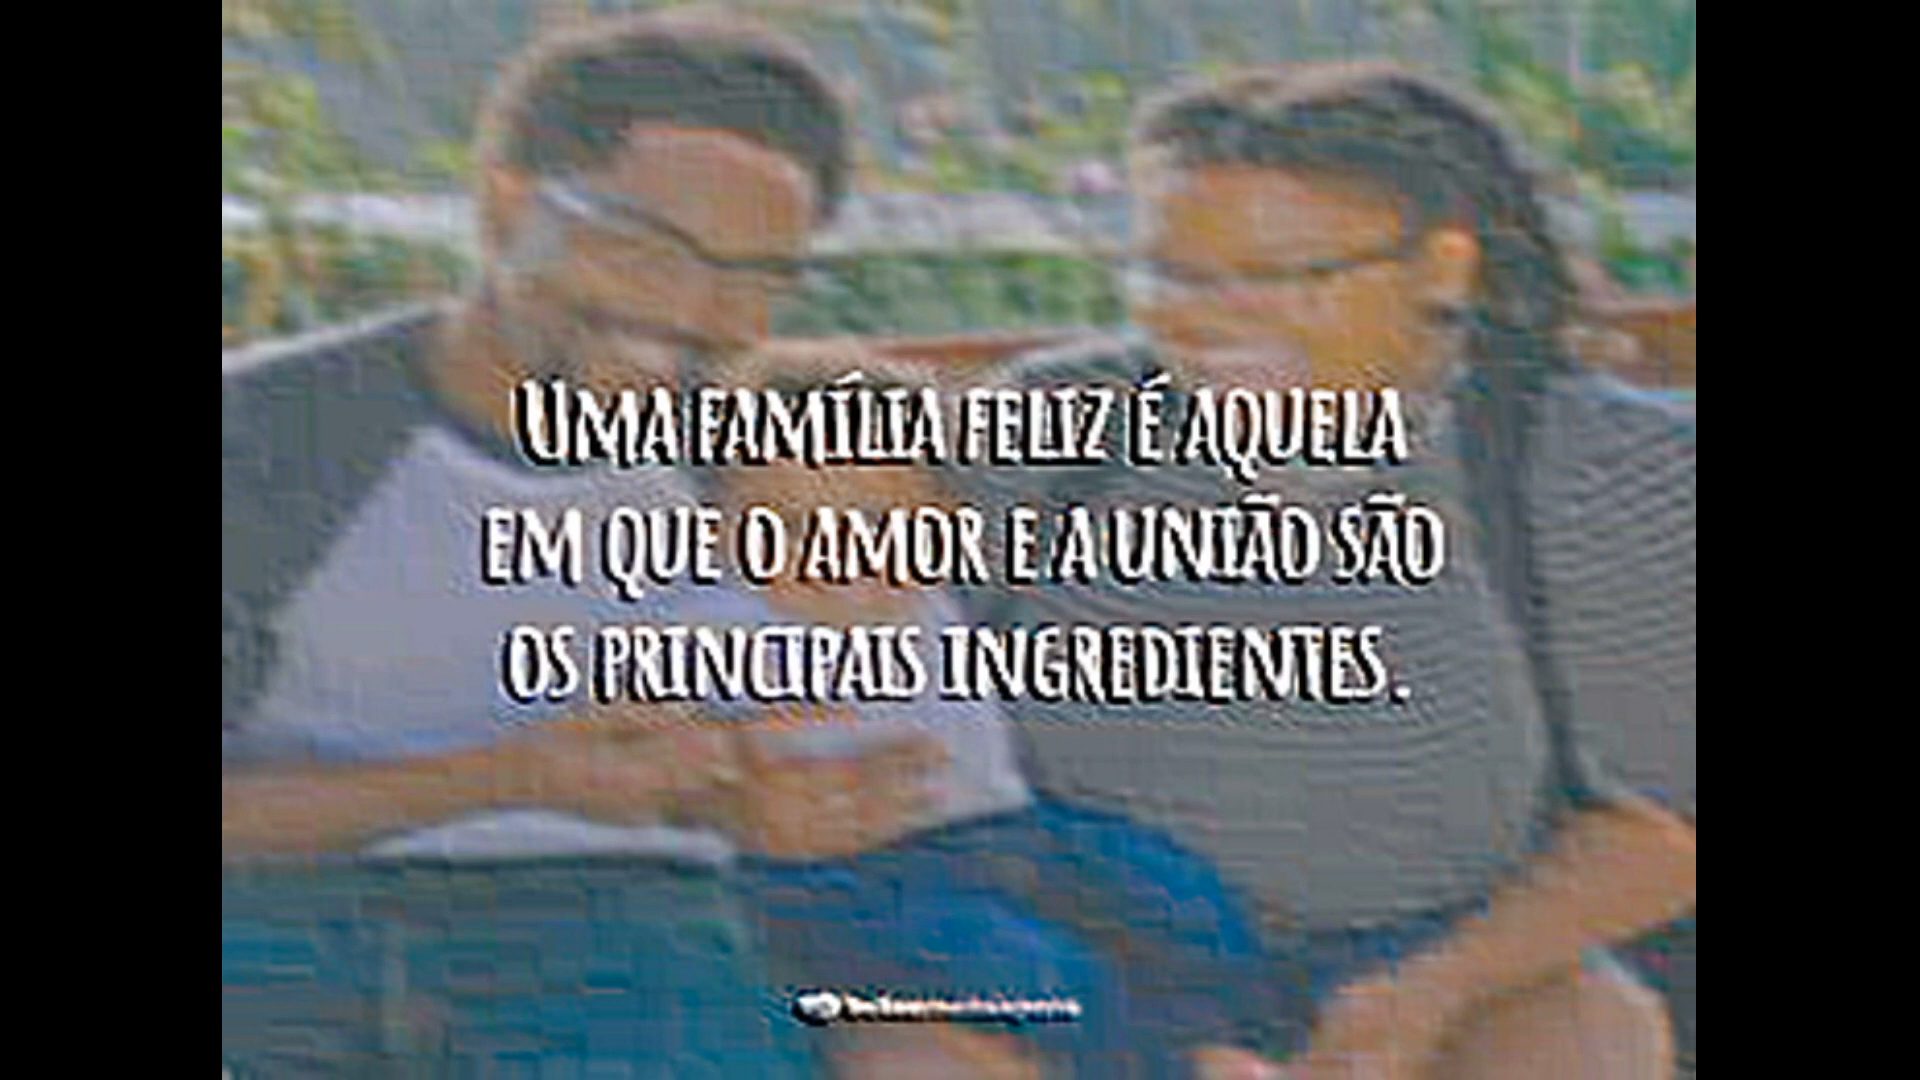 Uma família feliz é aquela
em que o amor e a união são
os principais ingredientes.